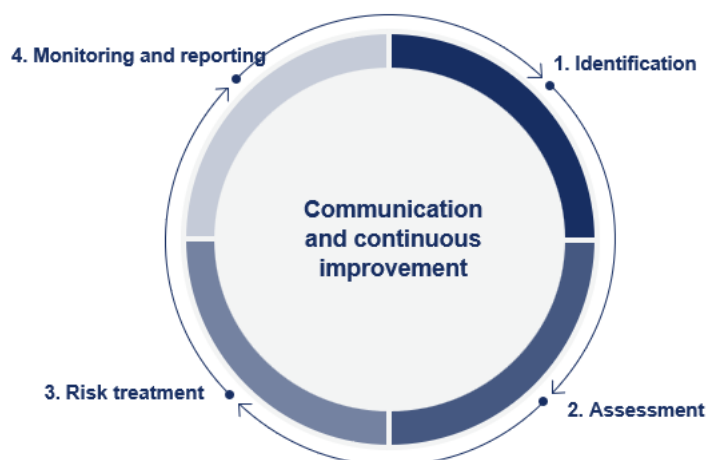 4. Monitoring and reporting
1. Identification
Communication
and continuous
improvement
3. Risk treatment
2. Assessment